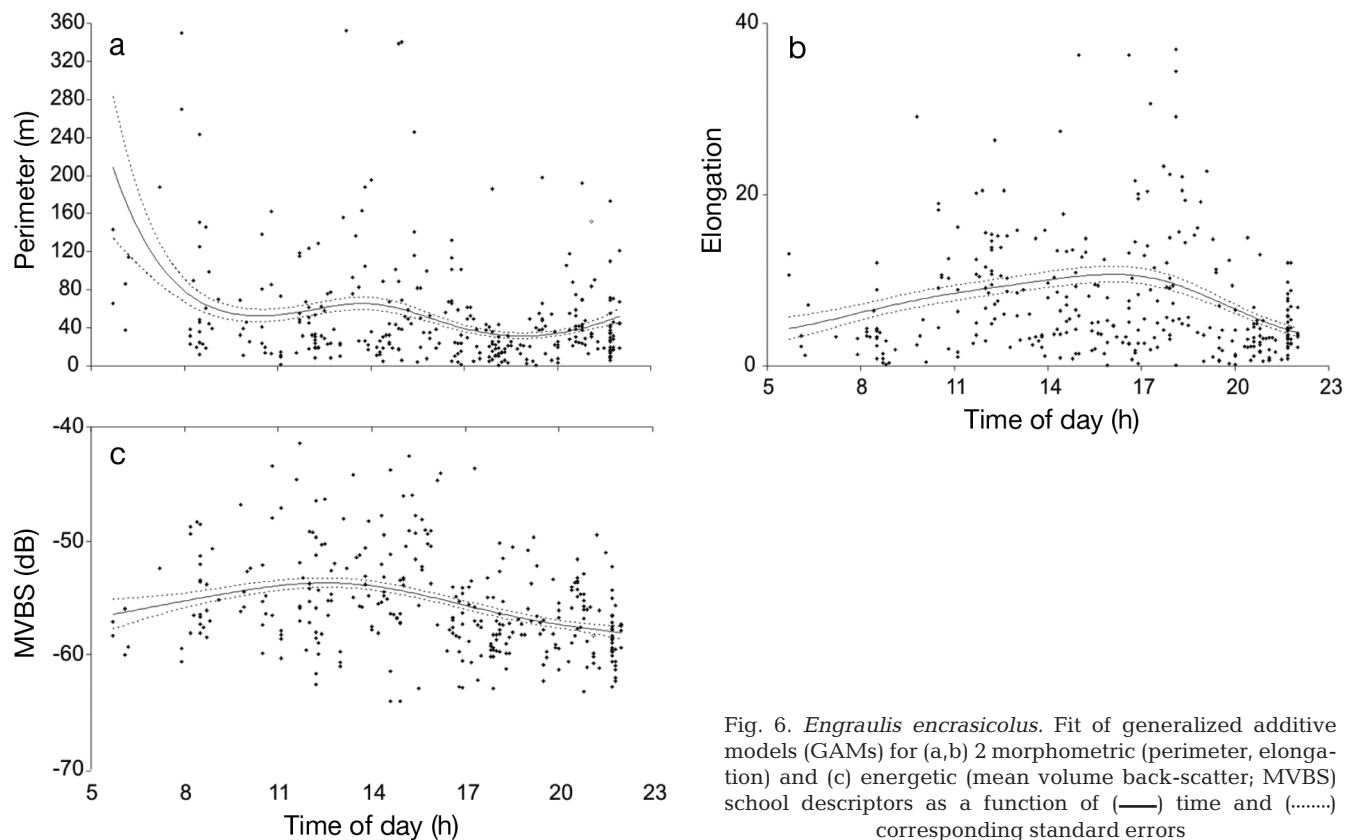 360
320
280
240
200
160
120
80
40
0
Perimeter (m)
a
40
20
0
Elongation
b
5 8 11 14 17 20 23
Time of day (h)
-40
-50
-60
-70
MVBS (dB)
c
5 8 11 14 17 20 23
Time of day (h)
Fig. 6. Engraulis encrasicolus. Fit of generalized additive
models (GAMs) for (a,b) 2 morphometric (perimeter, elonga-
tion) and (c) energetic (mean volume back-scatter; MVBS)
school descriptors as a function of (—) time and (........)
corresponding standard errors